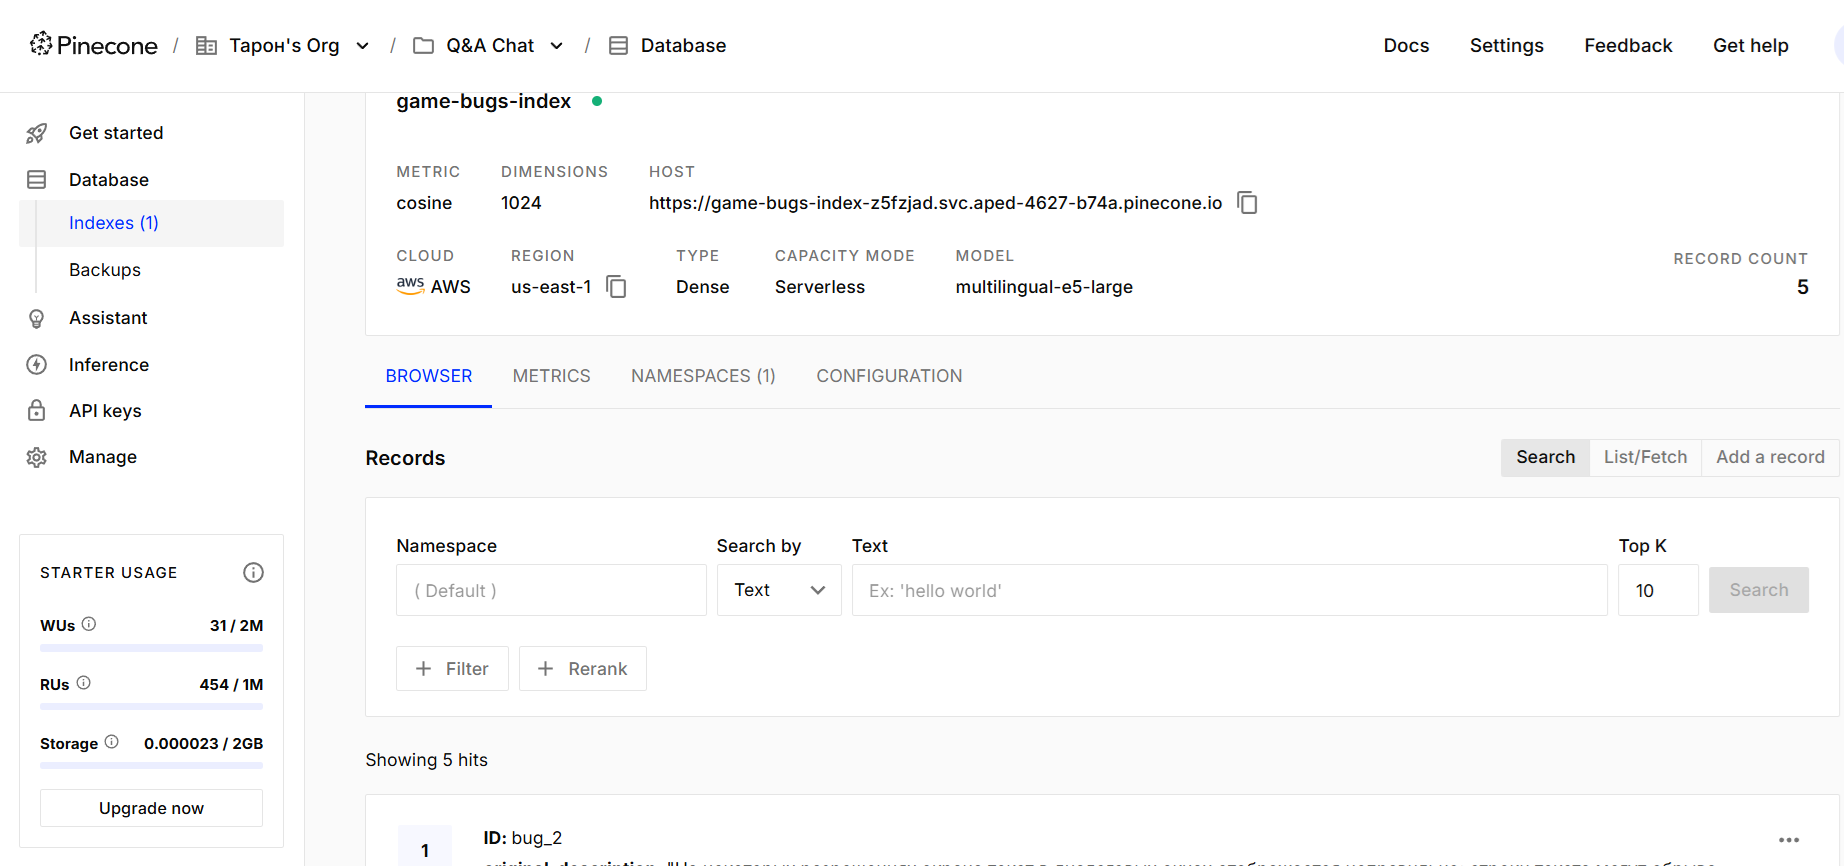 Pinecone / Тарон's Org / Q&A Chat / Database
Docs Settings Feedback Get help
Get started
Database
Indexes (1)
Backups
Assistant
Inference
API keys
Manage
STARTER USAGE
WUs 31 / 2M
RUs 454 / 1M
Storage 0.000023 / 2GB
Upgrade now
game-bugs-index
METRIC DIMENSIONS HOST
cosine 1024 https://game-bugs-index-z5fzjad.svc.aped-4627-b74a.pinecone.io
CLOUD REGION TYPE CAPACITY MODE MODEL RECORD COUNT
aws AWS us-east-1 Dense Serverless multilingual-e5-large 5
BROWSER METRICS NAMESPACES (1) CONFIGURATION
Records Search List/Fetch Add a record
Namespace Search by Text Top K
( Default ) Text Ex: 'hello world' 10 Search
+ Filter + Rerank
Showing 5 hits
1 ID: bug_2